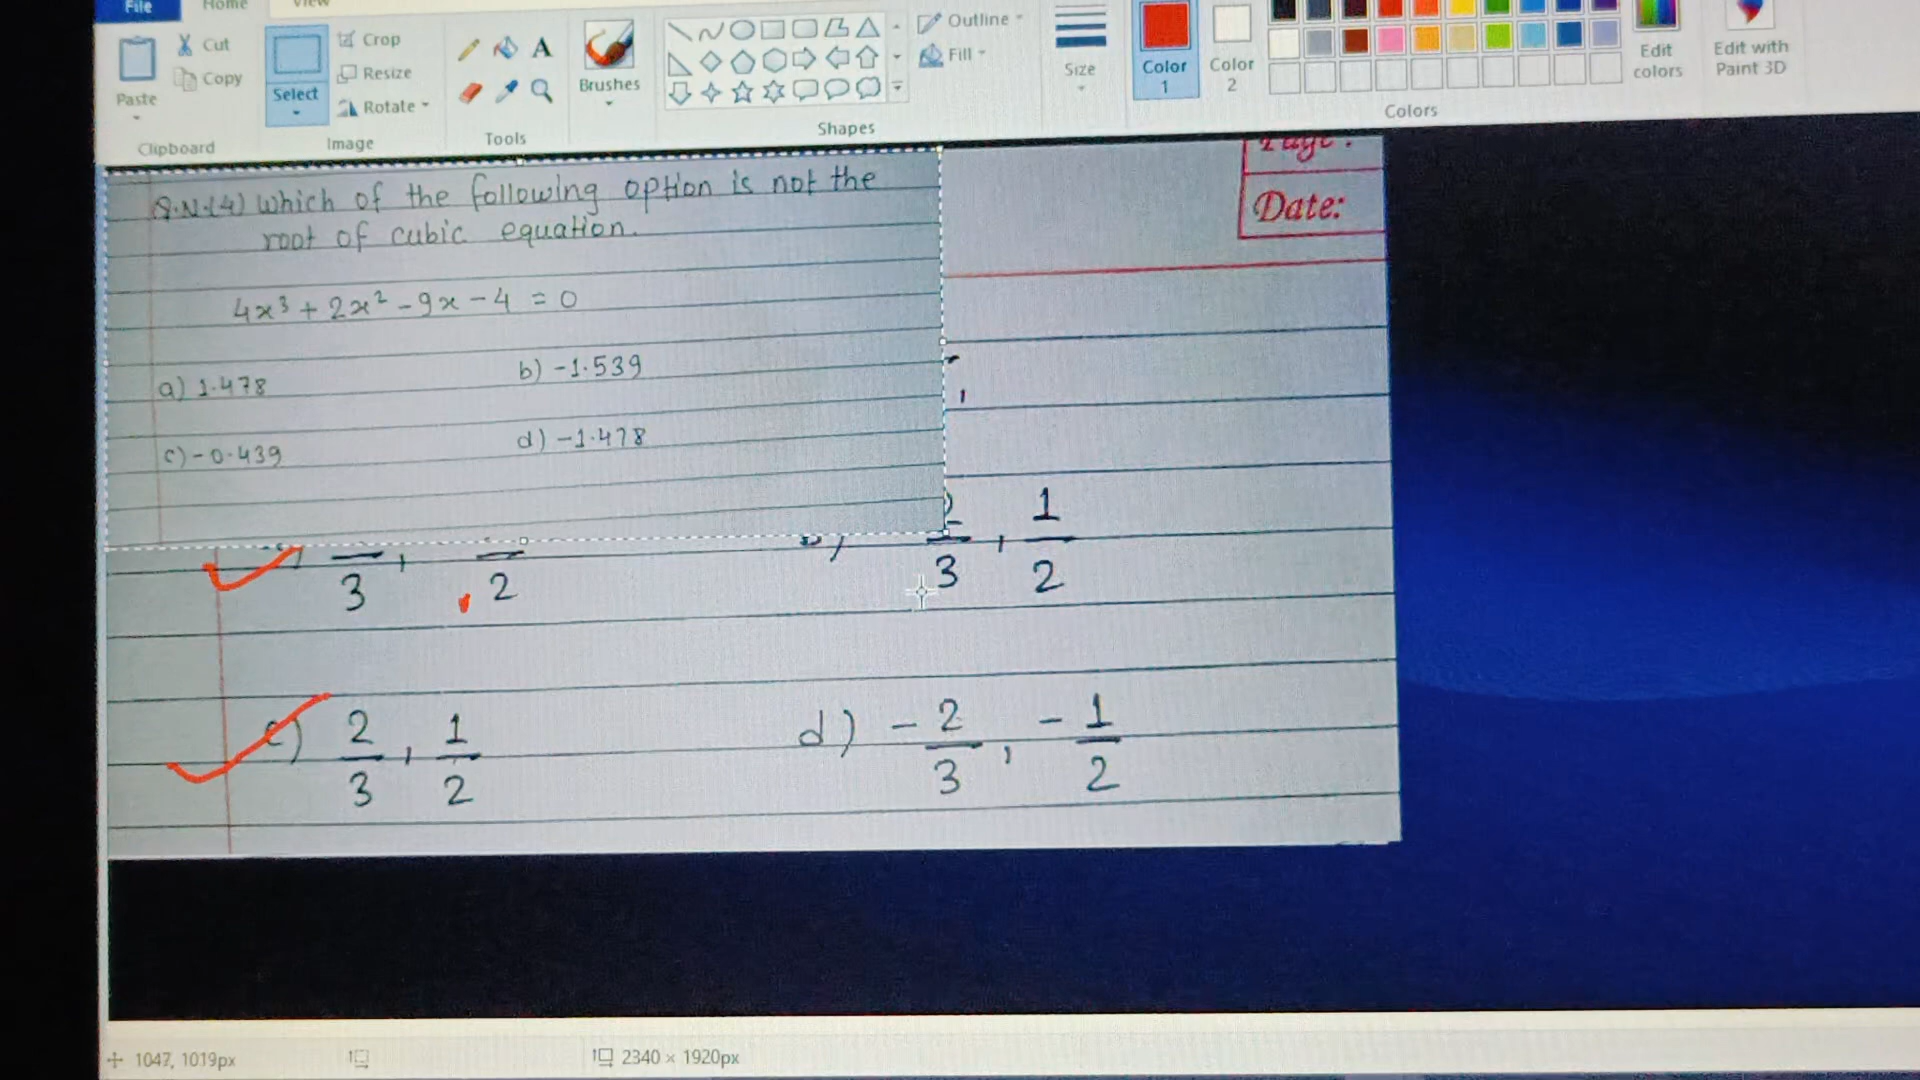 File Home View
Paste
Cut
Copy
Clipboard
Select
Crop
Resize
Rotate
Image
A
Tools
Brushes
Shapes
Outline
Fill
Size
Color 1
Color 2
Edit colors
Edit with Paint 3D
Colors
Page :
Date:
Q.N.(4) Which of the following option is not the
root of cubic equation.
4x³ + 2x² - 9x - 4 = 0
a) 1.478 b) -1.539
c) -0.439 d) -1.478
3 , 2 3 , 1/2
c) 2/3 , 1/2 d) -2/3 , -1/2
1047, 1019px 2340 × 1920px